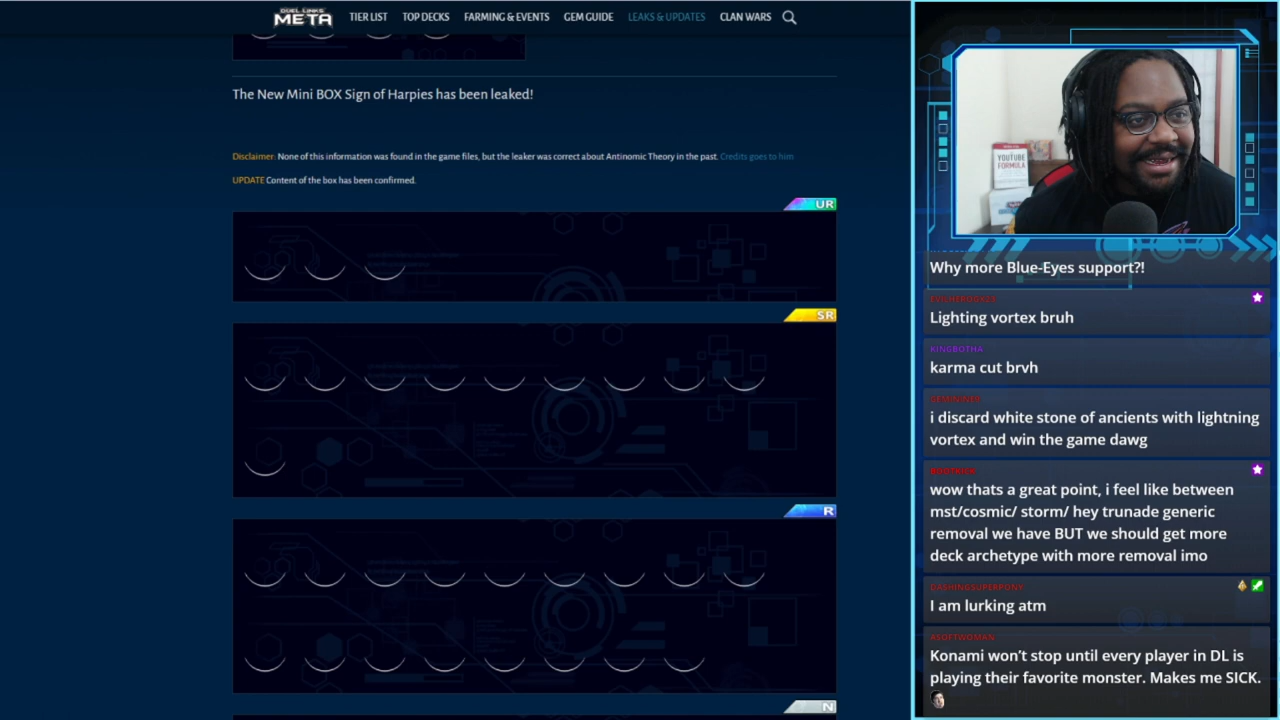 DUEL LINKS
META
TIER LIST
TOP DECKS
FARMING & EVENTS
GEM GUIDE
LEAKS & UPDATES
CLAN WARS
The New Mini BOX Sign of Harpies has been leaked!
Disclaimer: None of this information was found in the game files, but the leaker was correct about Antinomic Theory in the past. Credits goes to him
UPDATE Content of the box has been confirmed.
UR
SR
R
N
YOUTUBE
FORMULA
Why more Blue-Eyes support?!
Lighting vortex bruh
KINGBOTHA
karma cut brvh
i discard white stone of ancients with lightning
vortex and win the game dawg
wow thats a great point, i feel like between
mst/cosmic/ storm/ hey trunade generic
removal we have BUT we should get more
deck archetype with more removal imo
DASHINGSUPERPONY
I am lurking atm
ASOFTWOMAN
Konami won't stop until every player in DL is
playing their favorite monster. Makes me SICK.